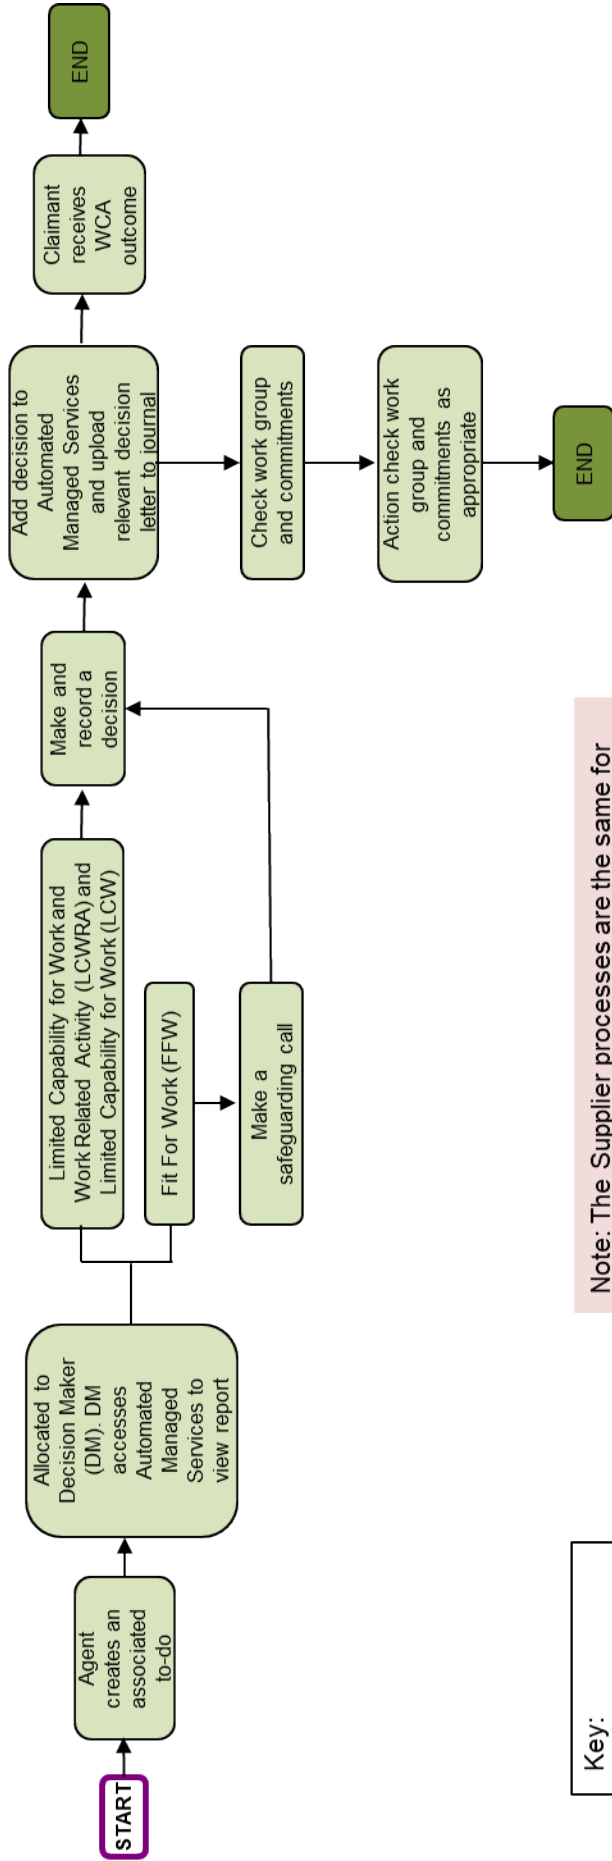 START
Agent
creates an
associated
to-do
Allocated to
Decision Maker
(DM). DM
accesses
Automated
Managed
Services to
view report
Limited Capability for Work and
Work Related Activity (LCWRA) and
Limited Capability for Work (LCW)
Fit For Work (FFW)
Make a
safeguarding call
Make and
record a
decision
Add decision to
Automated
Managed Services
and upload
relevant decision
letter to journal
Claimant
receives
WCA
outcome
END
Check work group
and commitments
Action check work
group and
commitments as
appropriate
END
Key:
Note: The Supplier processes are the same for